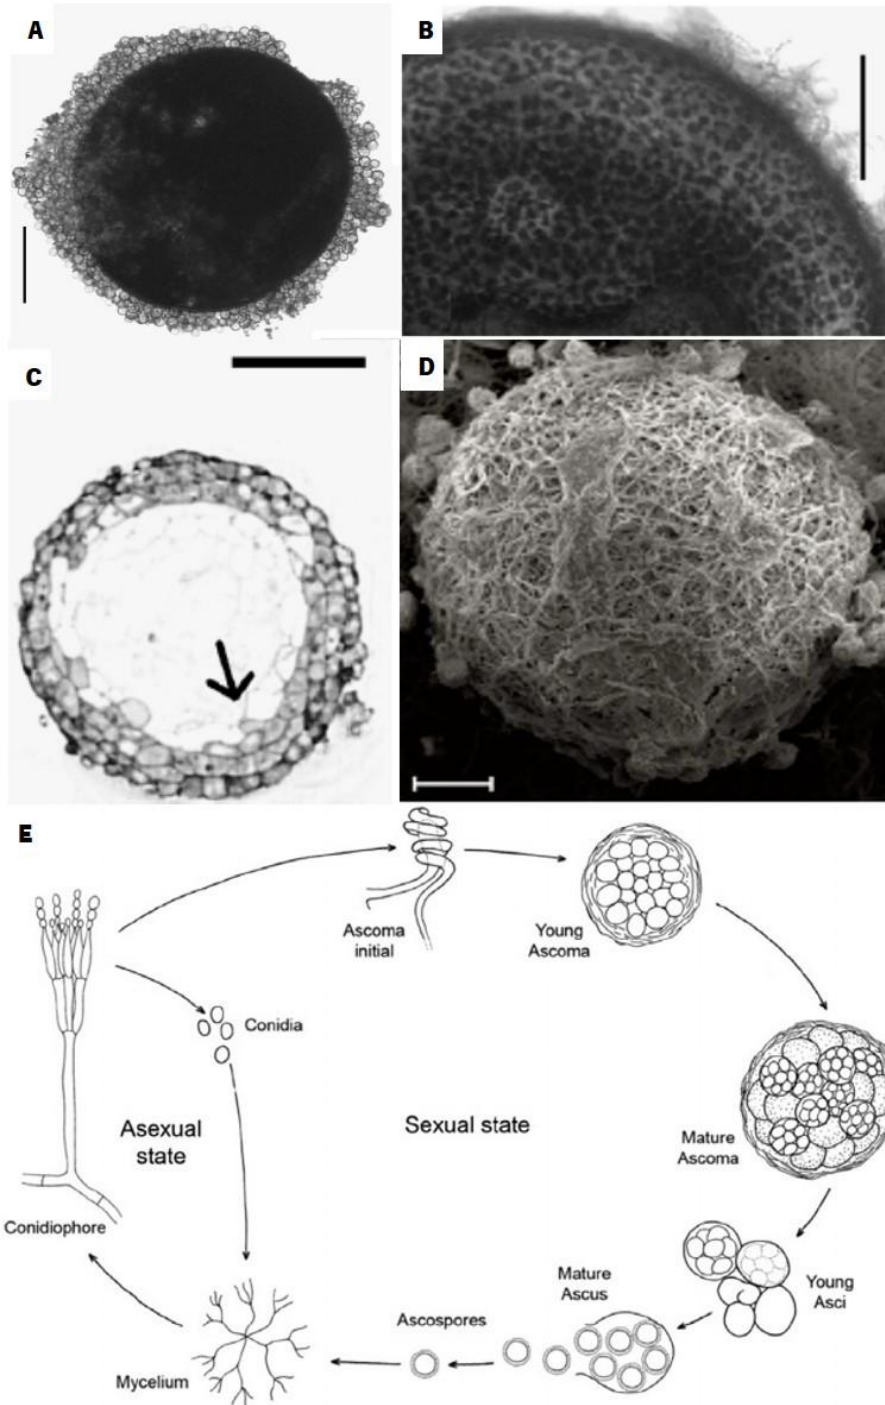 A
B
C
D
E
Ascoma
initial
Young
Ascoma
Conidia
Asexual
state
Sexual state
Mature
Ascoma
Conidiophore
Young
Asci
Mature
Ascus
Ascospores
Mycelium